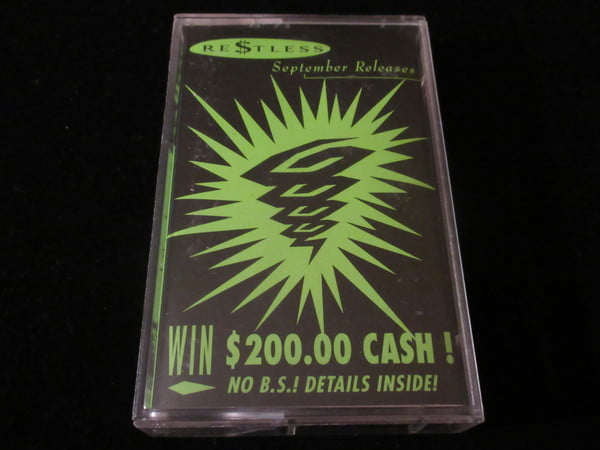 RE$TLESS
September Releases
WIN $200.00 CASH !
NO B.S.! DETAILS INSIDE!